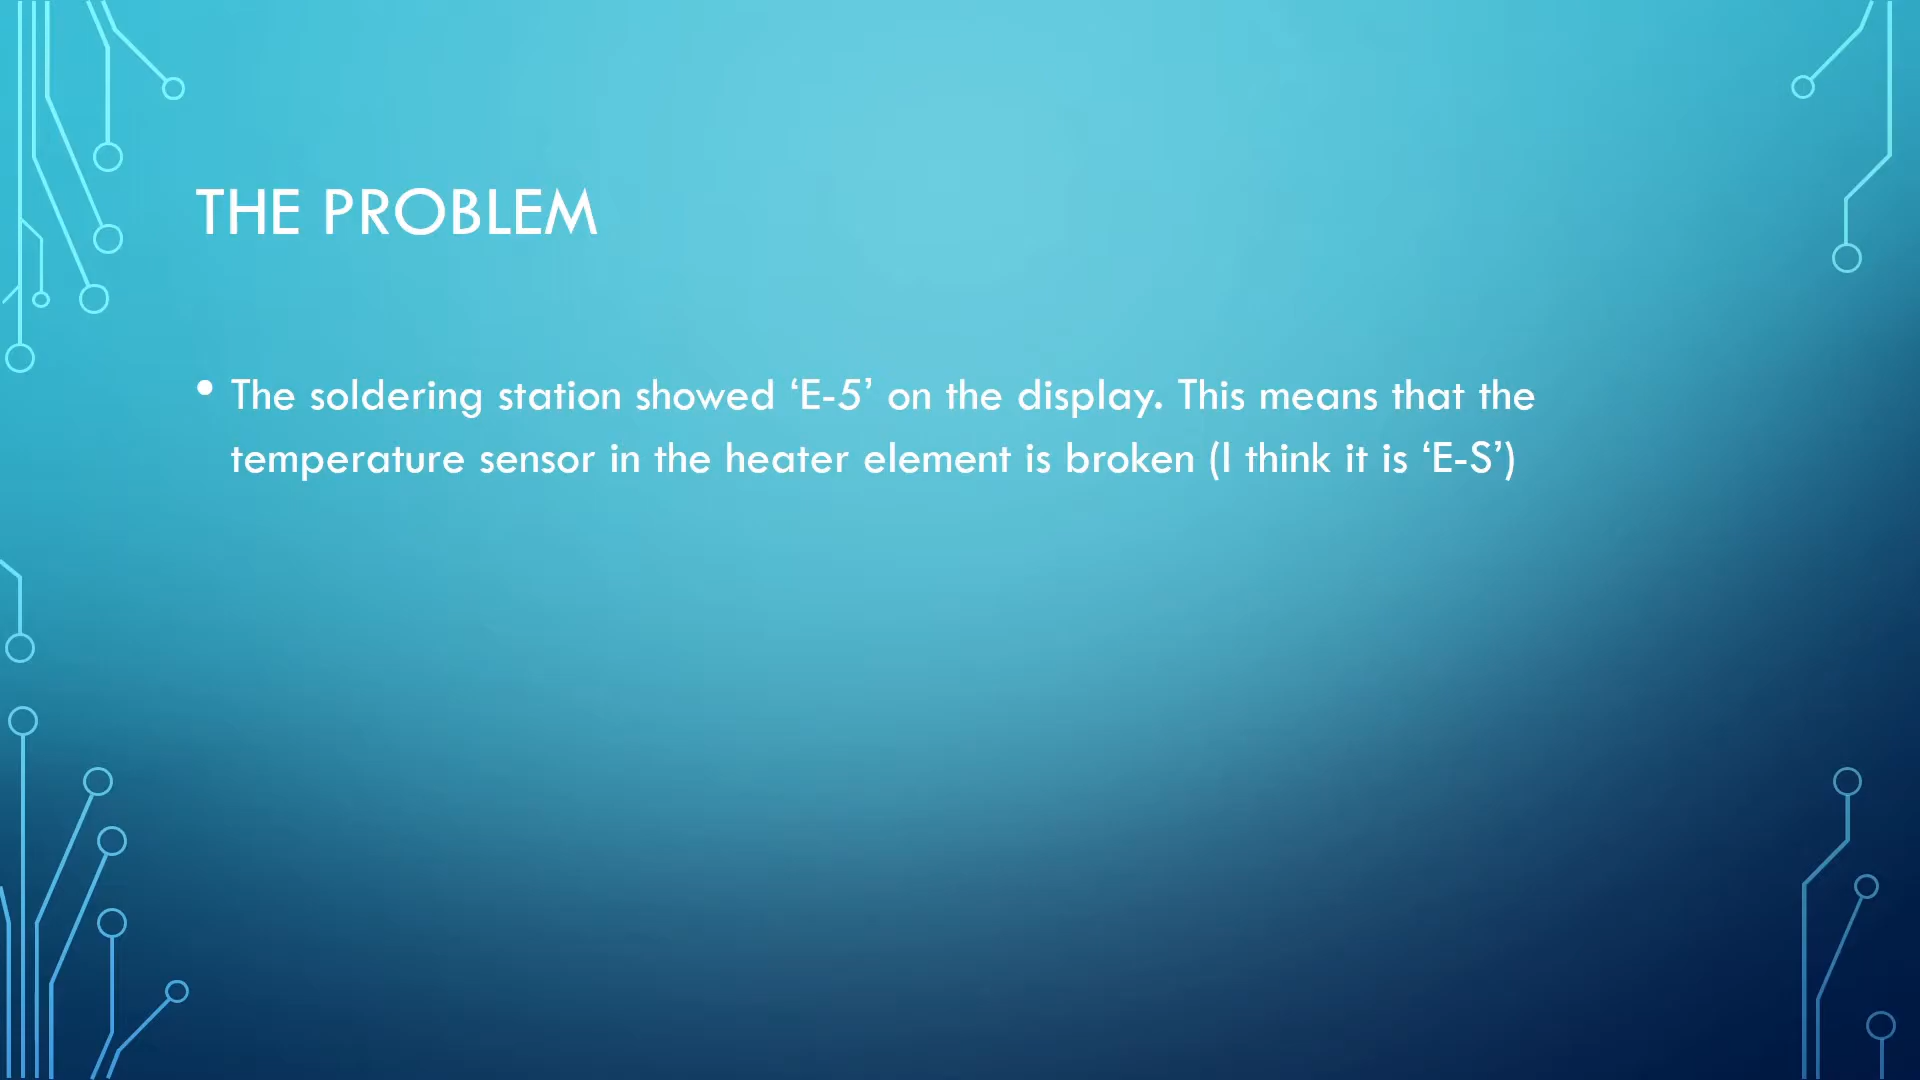 THE PROBLEM
• The soldering station showed ‘E-5’ on the display. This means that the
temperature sensor in the heater element is broken (I think it is ‘E-S’)